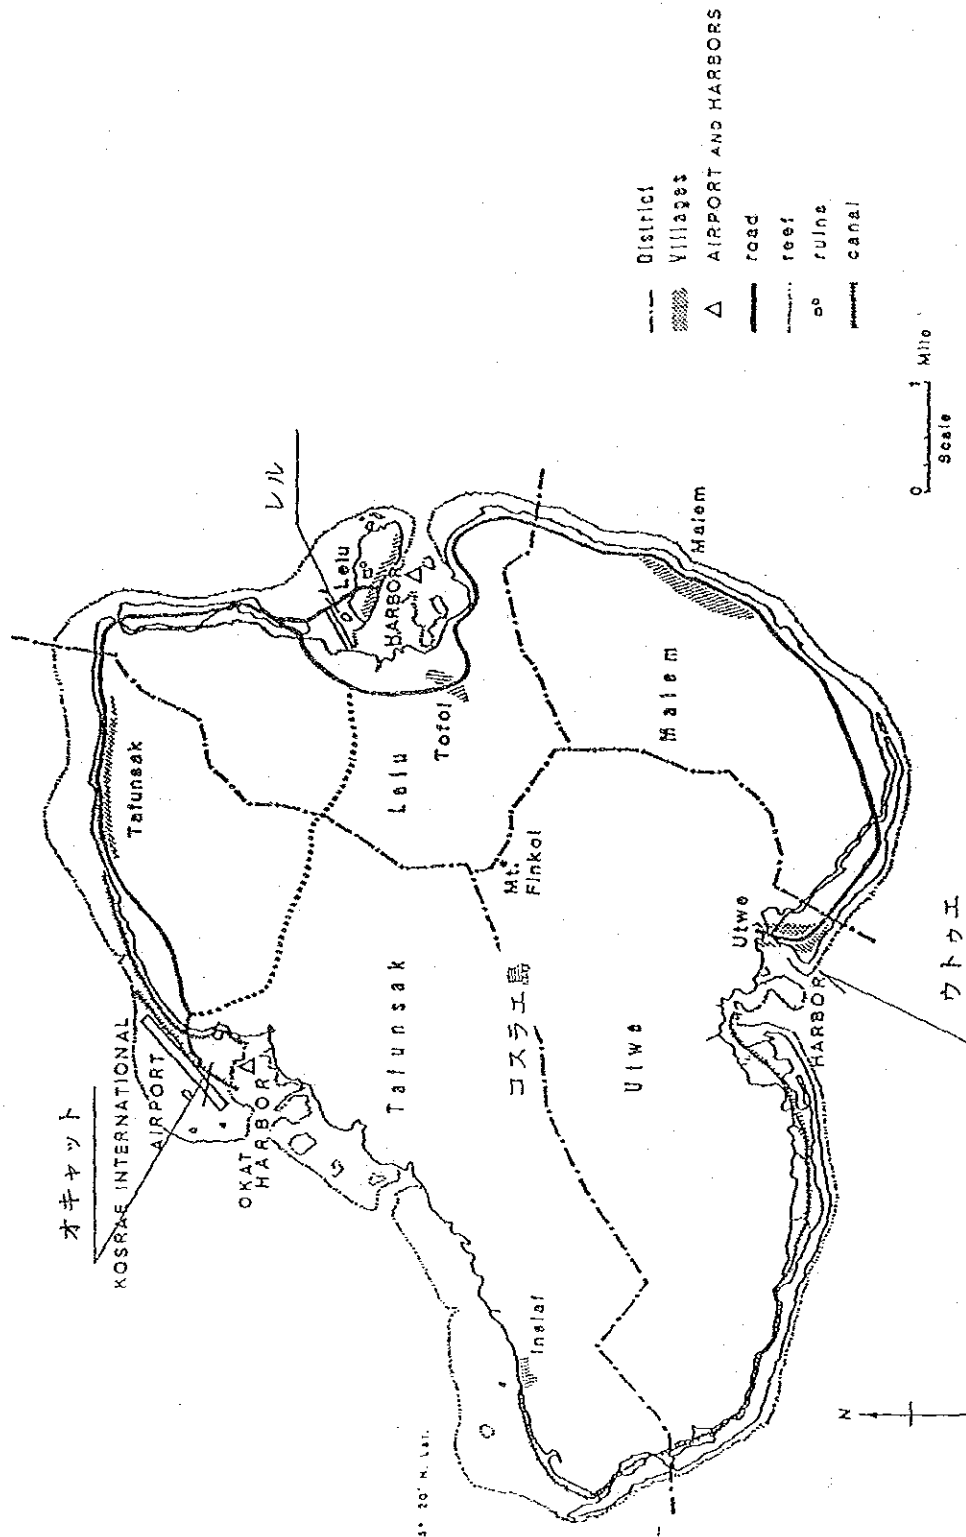 オキャット
KOSRAE INTERNATIONAL
AIRPORT
OKAT
HARBOR
Tafunsak
レル
Lelu
HARBOR
Tofol
Lelu
Mt.
Finkol
Tafunsak
コスラエ島
Utwe
Malem
Malem
Utwe
HARBOR
ウトゥエ
N
District
Villages
AIRPORT AND HARBORS
road
reef
ruins
canal
0 1 Mile
Scale